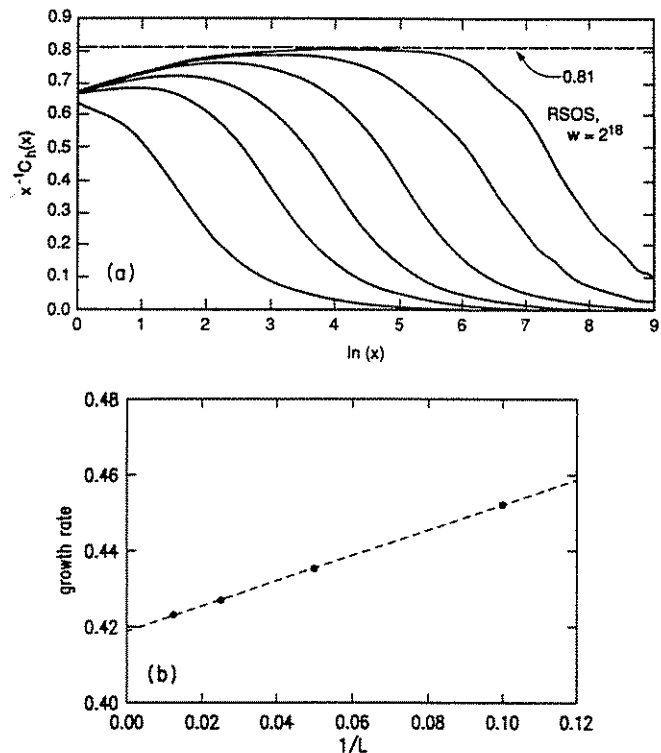 0.9
0.8
0.7
0.6
0.5
0.4
0.3
0.2
0.1
0.0
x⁻¹Cₕ(x)
0.81
RSOS,
w = 2¹⁸
(a)
0 1 2 3 4 5 6 7 8 9
ln (x)
0.48
0.46
0.44
0.42
0.40
growth rate
(b)
0.00 0.02 0.04 0.06 0.08 0.10 0.12
1/L